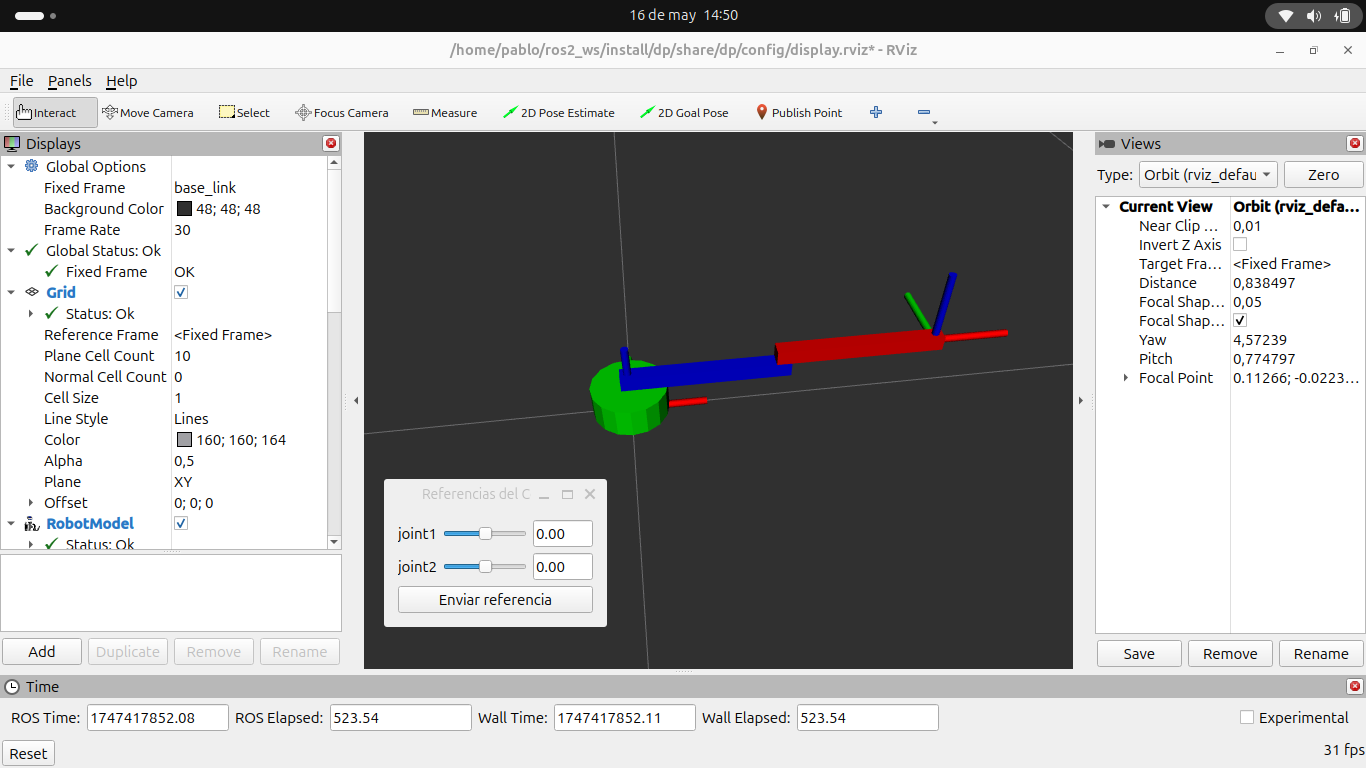 16 de may 14:50
/home/pablo/ros2_ws/install/dp/share/dp/config/display.rviz* - RViz
File Panels Help
Interact Move Camera Select Focus Camera Measure 2D Pose Estimate 2D Goal Pose Publish Point
Displays
Global Options
Fixed Frame base_link
Background Color 48; 48; 48
Frame Rate 30
Global Status: Ok
Fixed Frame OK
Grid
Status: Ok
Reference Frame <Fixed Frame>
Plane Cell Count 10
Normal Cell Count 0
Cell Size 1
Line Style Lines
Color 160; 160; 164
Alpha 0,5
Plane XY
Offset 0; 0; 0
RobotModel
Status: Ok
Add Duplicate Remove Rename
Referencias del C
joint1 0.00
joint2 0.00
Enviar referencia
Views
Type: Orbit (rviz_defau Zero
Current View Orbit (rviz_defa...
Near Clip ... 0,01
Invert Z Axis
Target Fra... <Fixed Frame>
Distance 0,838497
Focal Shap... 0,05
Focal Shap...
Yaw 4,57239
Pitch 0,774797
Focal Point 0.11266; -0.0223...
Save Remove Rename
Time
ROS Time: 1747417852.08 ROS Elapsed: 523.54 Wall Time: 1747417852.11 Wall Elapsed: 523.54 Experimental
Reset 31 fps